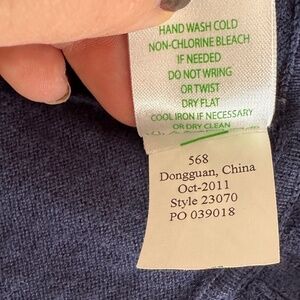 HAND WASH COLD
NON-CHLORINE BLEACH
IF NEEDED
DO NOT WRING
OR TWIST
DRY FLAT
COOL IRON IF NECESSARY
OR DRY CLEAN
568
Dongguan, China
Oct-2011
Style 23070
PO 039018